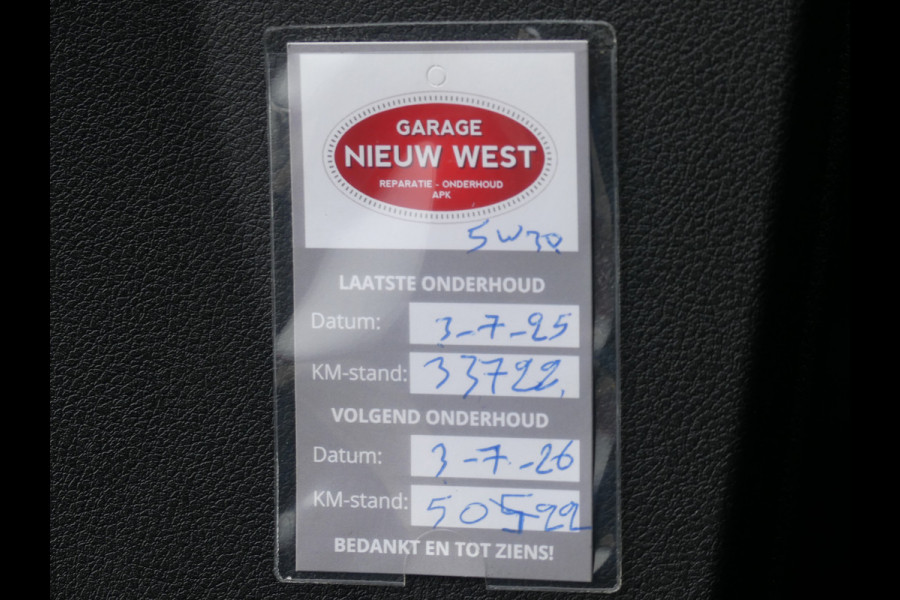 GARAGE
NIEUW WEST
REPARATIE - ONDERHOUD
APK
5W30
LAATSTE ONDERHOUD
Datum: 3-7-25
KM-stand: 33722
VOLGEND ONDERHOUD
Datum: 3-7-26
KM-stand: 50522
BEDANKT EN TOT ZIENS!